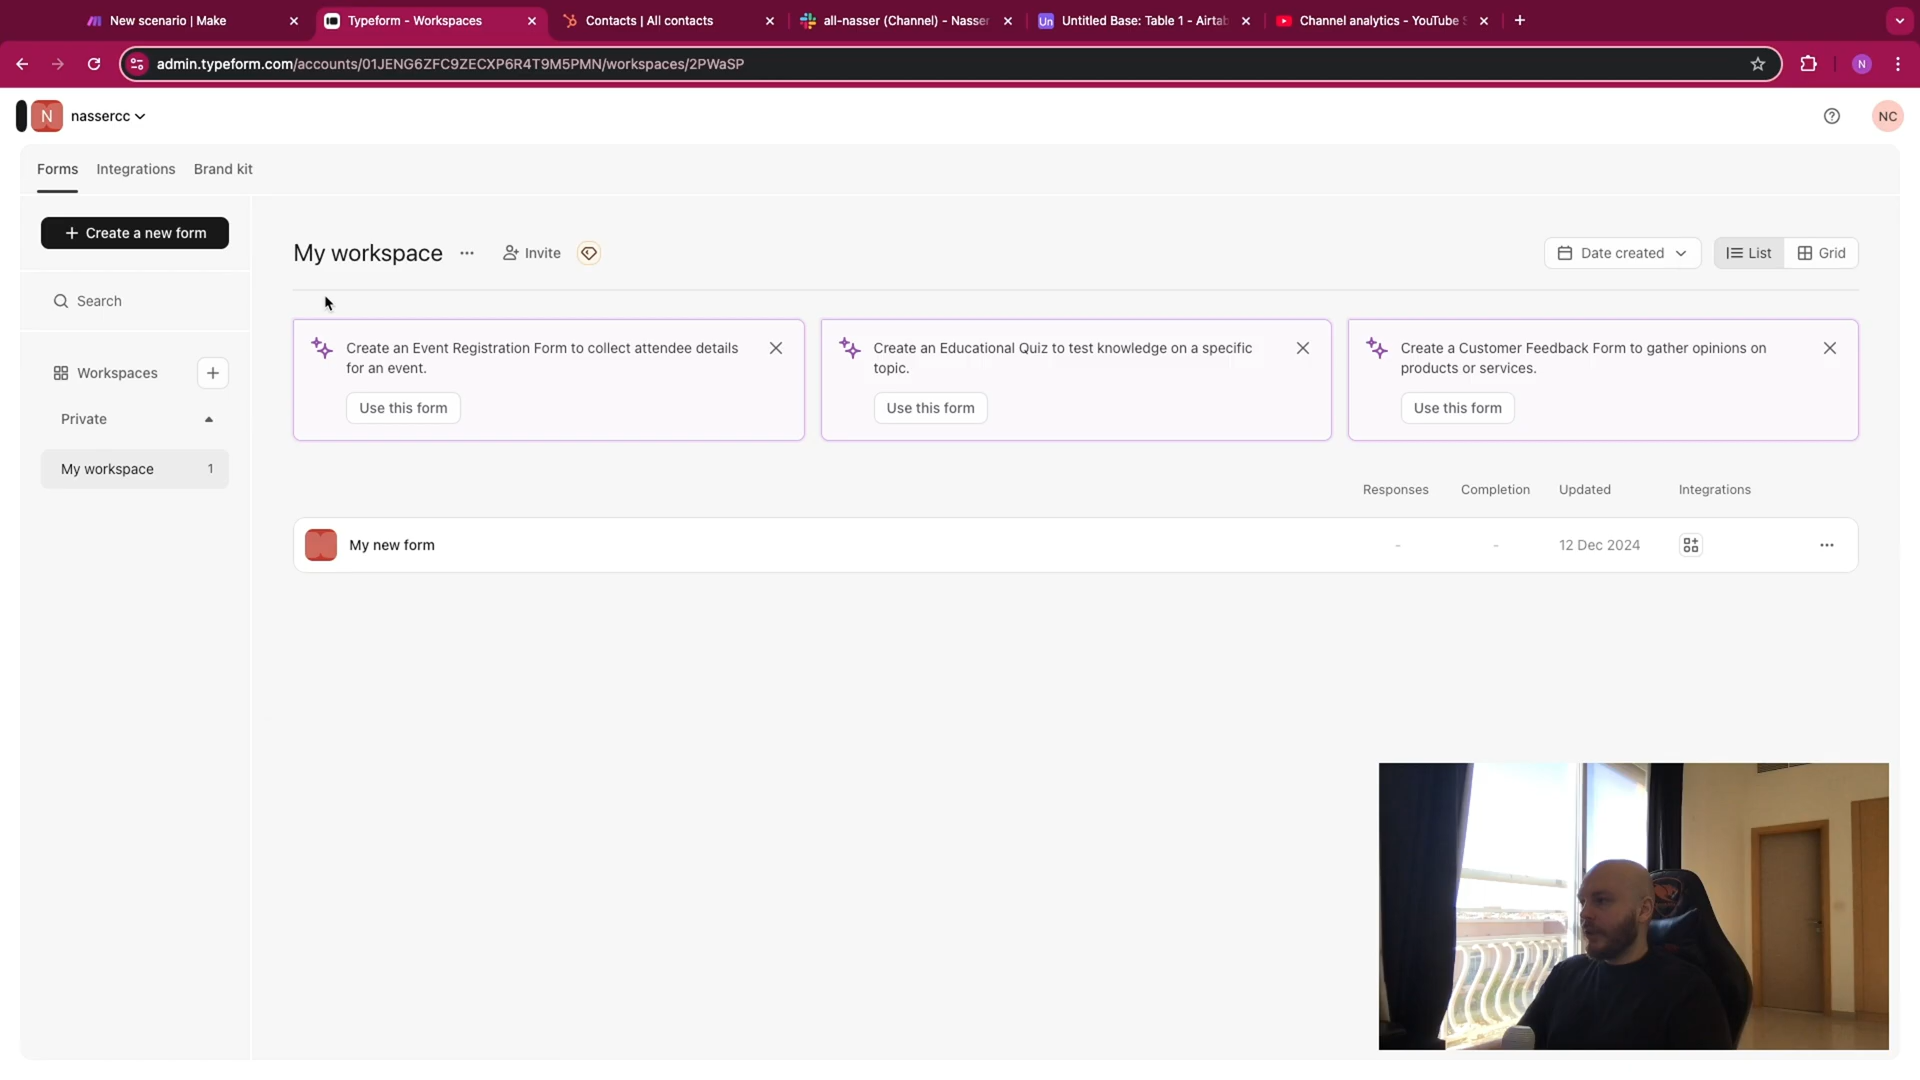 New scenario | Make
Typeform - Workspaces
Contacts | All contacts
all-nasser (Channel) - Nasser
Untitled Base: Table 1 - Airtab
Channel analytics - YouTube S
admin.typeform.com/accounts/01JENG6ZFC9ZECXP6R4T9M5PMN/workspaces/2PWaSP
N
N
nassercc
NC
Forms
Integrations
Brand kit
Create a new form
Search
Workspaces
Private
My workspace 1
My workspace
Invite
Date created
List
Grid
Create an Event Registration Form to collect attendee details
for an event.
Use this form
Create an Educational Quiz to test knowledge on a specific
topic.
Use this form
Create a Customer Feedback Form to gather opinions on
products or services.
Use this form
Responses Completion Updated Integrations
My new form - - 12 Dec 2024